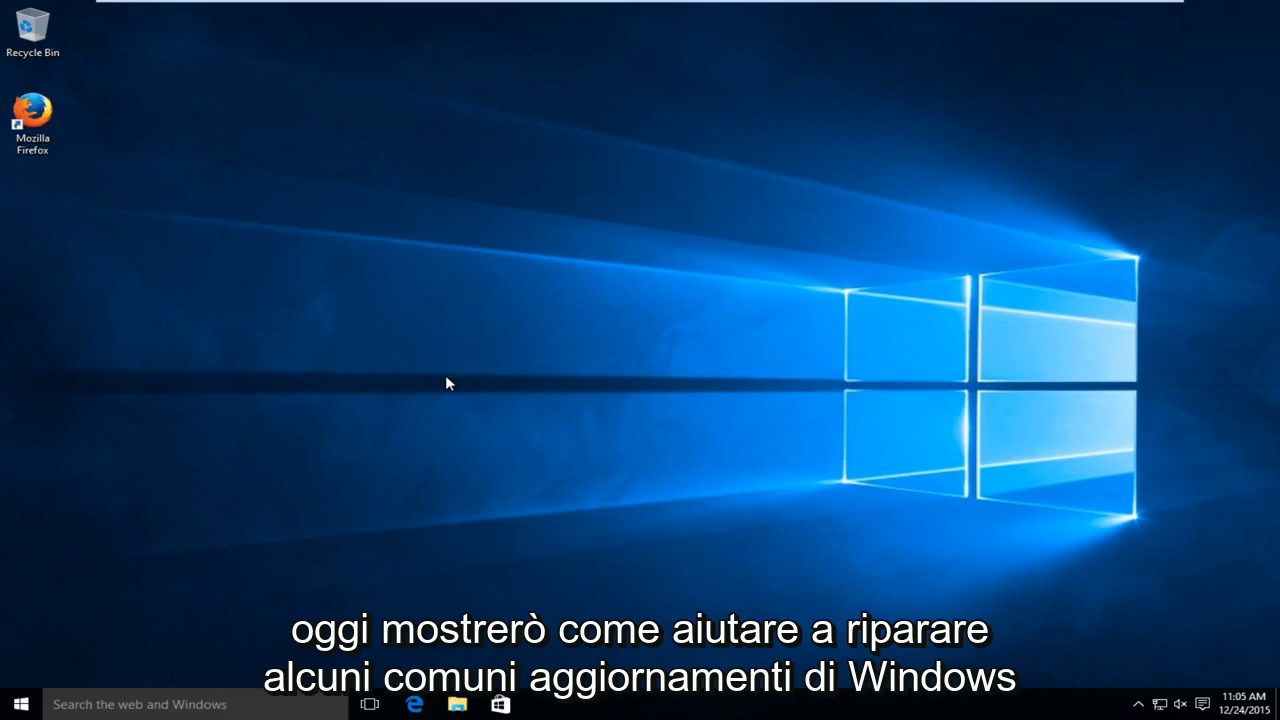 Recycle Bin
Mozilla
Firefox
oggi mostrerò come aiutare a riparare
alcuni comuni aggiornamenti di Windows
Search the web and Windows
11:05 AM
12/24/2015